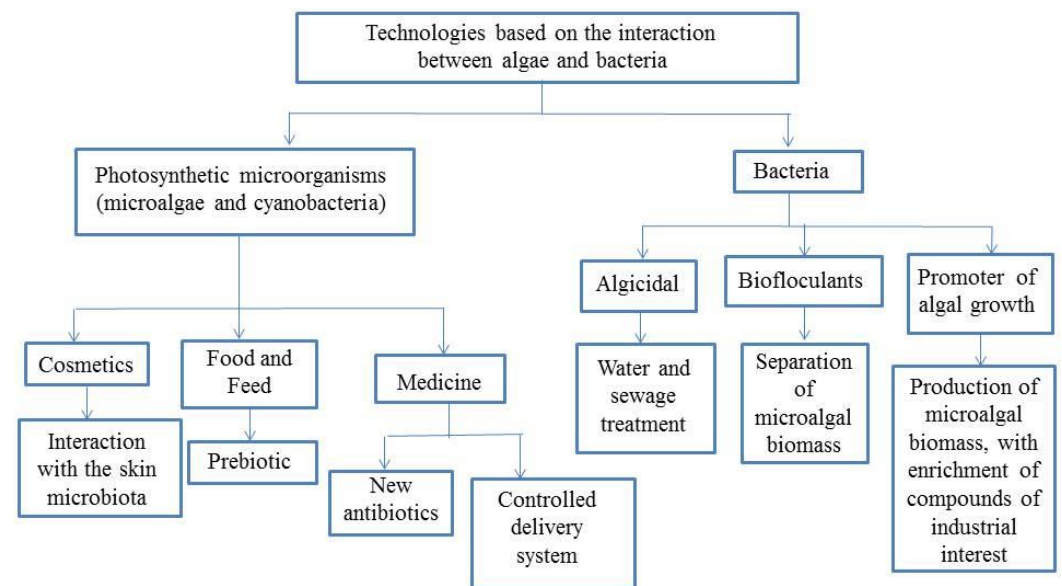 Technologies based on the interaction
between algae and bacteria
Photosynthetic microorganisms
(microalgae and cyanobacteria)
Bacteria
Algicidal
Biofloculants
Promoter of
algal growth
Cosmetics
Food and
Feed
Medicine
Water and
sewage
treatment
Separation
of
microalgal
biomass
Production of
microalgal
biomass, with
enrichment of
compounds of
industrial
interest
Interaction
with the skin
microbiota
Prebiotic
New
antibiotics
Controlled
delivery
system